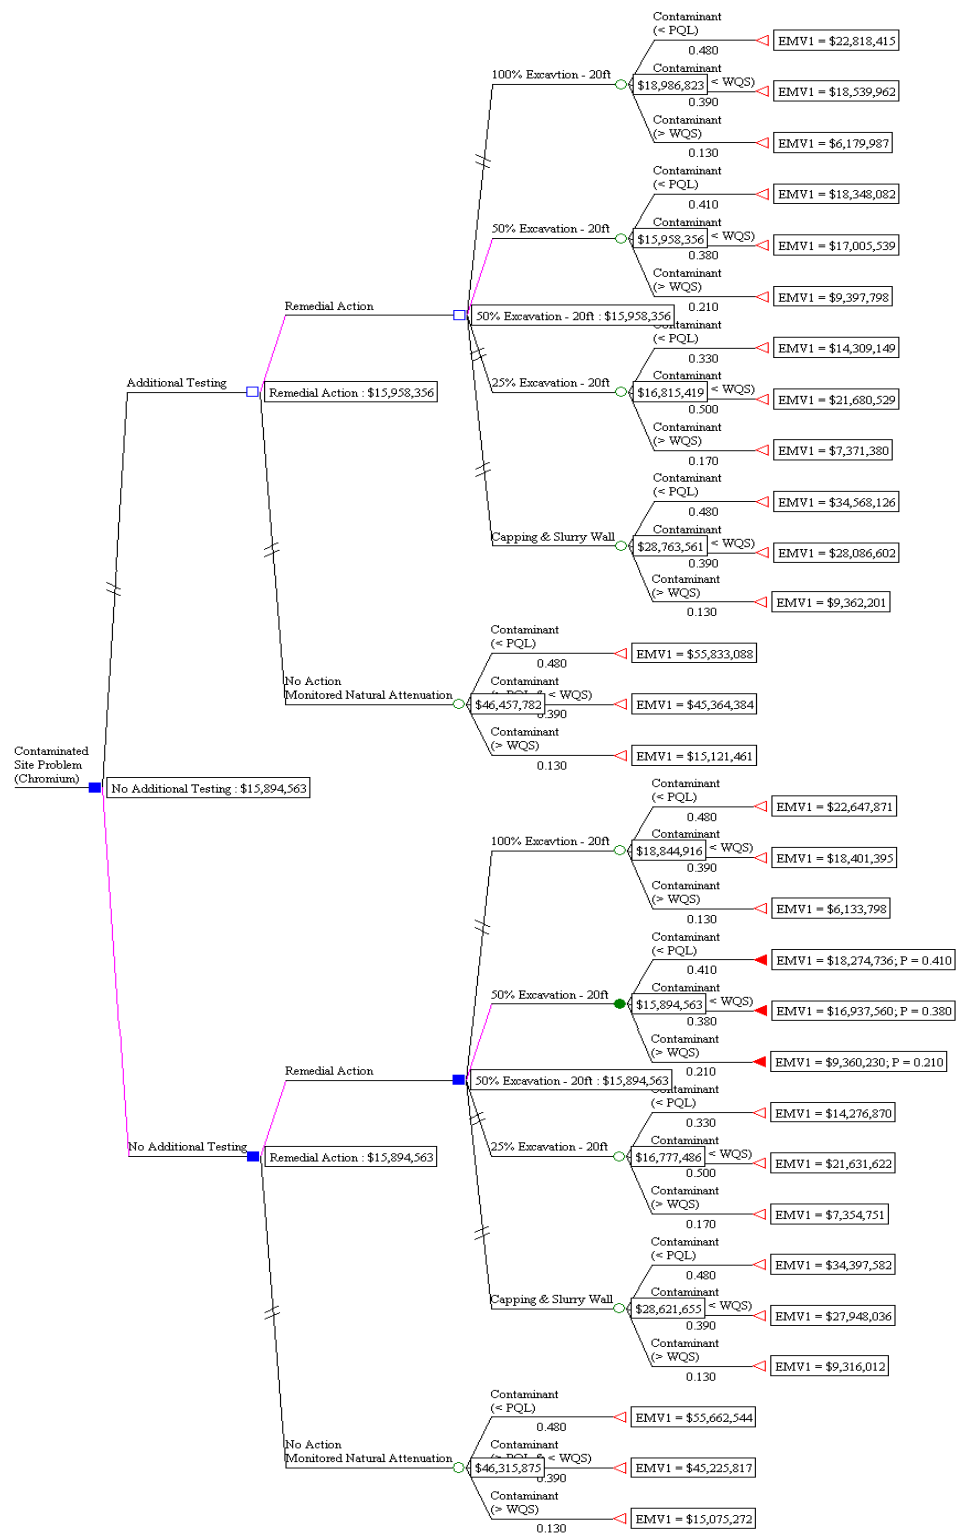 Contaminant
(< PQL)
0.480
EMV1 = $22,818,415
100% Excavtion - 20ft
$18,986,823
Contaminant
< WQS)
0.390
EMV1 = $18,539,962
Contaminant
(> WQS)
0.130
EMV1 = $6,179,987
Contaminant
(< PQL)
0.410
EMV1 = $18,348,082
50% Excavation - 20ft
$15,958,356
Contaminant
< WQS)
0.380
EMV1 = $17,005,539
Contaminant
(> WQS)
0.210
EMV1 = $9,397,798
Remedial Action
50% Excavation - 20ft : $15,958,356
Contaminant
(< PQL)
0.330
EMV1 = $14,309,149
Additional Testing
Remedial Action : $15,958,356
25% Excavation - 20ft
$16,815,419
Contaminant
< WQS)
0.500
EMV1 = $21,680,529
Contaminant
(> WQS)
0.170
EMV1 = $7,371,380
Contaminant
(< PQL)
0.480
EMV1 = $34,568,126
Capping & Slurry Wall
$28,763,561
Contaminant
< WQS)
0.390
EMV1 = $28,086,602
Contaminant
(> WQS)
0.130
EMV1 = $9,362,201
Contaminant
(< PQL)
0.480
EMV1 = $55,833,088
No Action
Monitored Natural Attenuation
$46,457,782
Contaminant
(> PQL & < WQS)
0.390
EMV1 = $45,364,384
Contaminant
(> WQS)
0.130
EMV1 = $15,121,461
Contaminated
Site Problem
(Chromium)
No Additional Testing : $15,894,563
Contaminant
(< PQL)
0.480
EMV1 = $22,647,871
100% Excavtion - 20ft
$18,844,916
Contaminant
< WQS)
0.390
EMV1 = $18,401,395
Contaminant
(> WQS)
0.130
EMV1 = $6,133,798
Contaminant
(< PQL)
0.410
EMV1 = $18,274,736; P = 0.410
50% Excavation - 20ft
$15,894,563
Contaminant
< WQS)
0.380
EMV1 = $16,937,560; P = 0.380
Contaminant
(> WQS)
0.210
EMV1 = $9,360,230; P = 0.210
Remedial Action
50% Excavation - 20ft : $15,894,563
Contaminant
(< PQL)
0.330
EMV1 = $14,276,870
No Additional Testing
Remedial Action : $15,894,563
25% Excavation - 20ft
$16,777,486
Contaminant
< WQS)
0.500
EMV1 = $21,631,622
Contaminant
(> WQS)
0.170
EMV1 = $7,354,751
Contaminant
(< PQL)
0.480
EMV1 = $34,397,582
Capping & Slurry Wall
$28,621,655
Contaminant
< WQS)
0.390
EMV1 = $27,948,036
Contaminant
(> WQS)
0.130
EMV1 = $9,316,012
Contaminant
(< PQL)
0.480
EMV1 = $55,662,544
No Action
Monitored Natural Attenuation
$46,315,875
Contaminant
(> PQL & < WQS)
0.390
EMV1 = $45,225,817
Contaminant
(> WQS)
0.130
EMV1 = $15,075,272